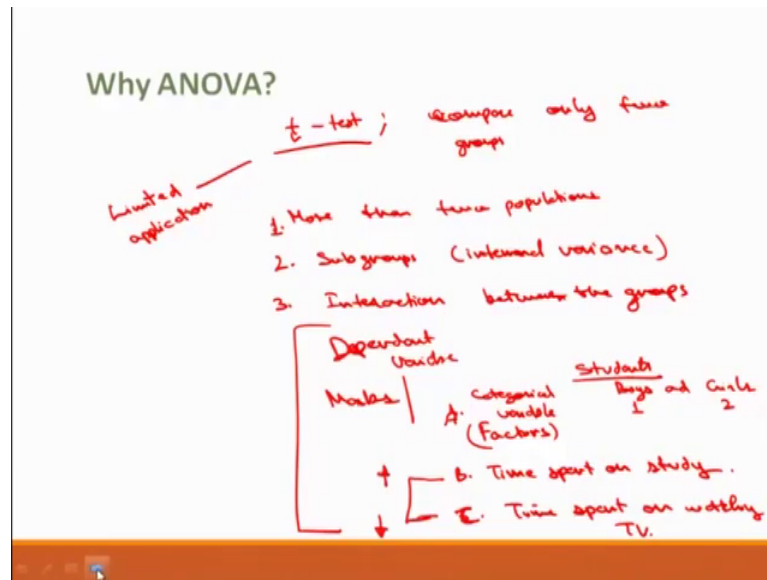 Why ANOVA?
t-test; compare only two
groups
Limited
application
1. More than two populations
2. Subgroups (internal variance)
3. Interaction between the groups
Dependant
Variable
Marks
Students
A. Categorical
variable
(Factors)
Boys and Girls
1 2
B. Time spent on study.
C. Time spent on watching
TV.